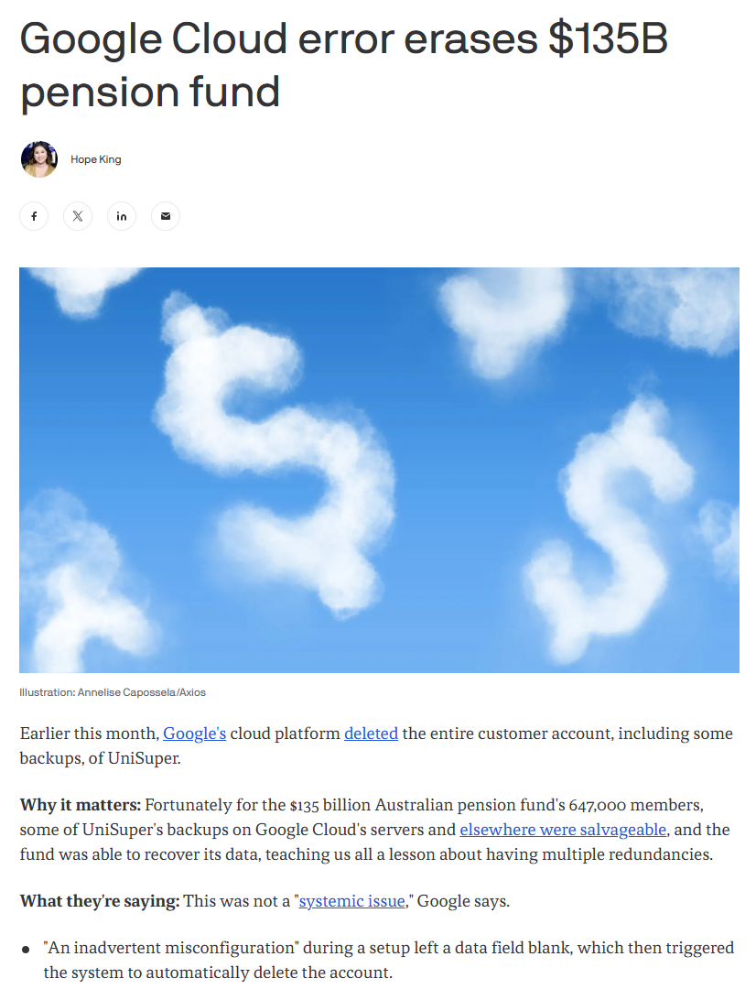 Google Cloud error erases $135B
pension fund
Hope King
Illustration: Annelise Capossela/Axios
Earlier this month, Google's cloud platform deleted the entire customer account, including some
backups, of UniSuper.
Why it matters: Fortunately for the $135 billion Australian pension fund's 647,000 members,
some of UniSuper's backups on Google Cloud's servers and elsewhere were salvageable, and the
fund was able to recover its data, teaching us all a lesson about having multiple redundancies.
What they're saying: This was not a "systemic issue," Google says.
● "An inadvertent misconfiguration" during a setup left a data field blank, which then triggered
the system to automatically delete the account.